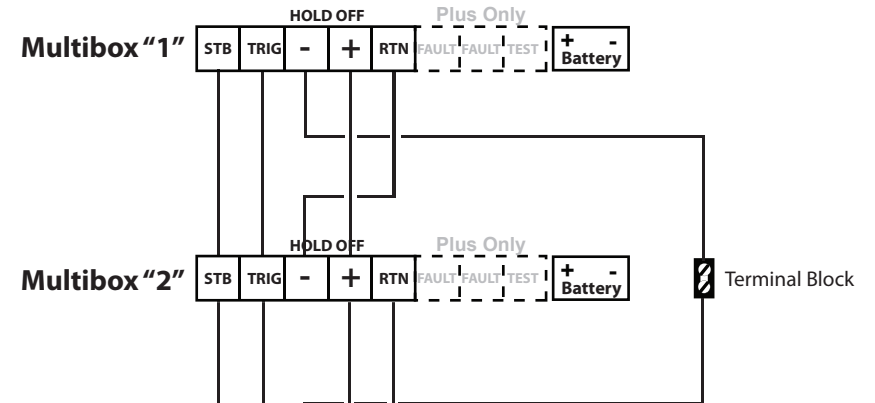 HOLD OFF Plus Only
Multibox “1” STB TRIG - + RTN FAULT FAULT TEST + -
Battery
HOLD OFF Plus Only
Multibox “2” STB TRIG - + RTN FAULT FAULT TEST + -
Battery
Terminal Block